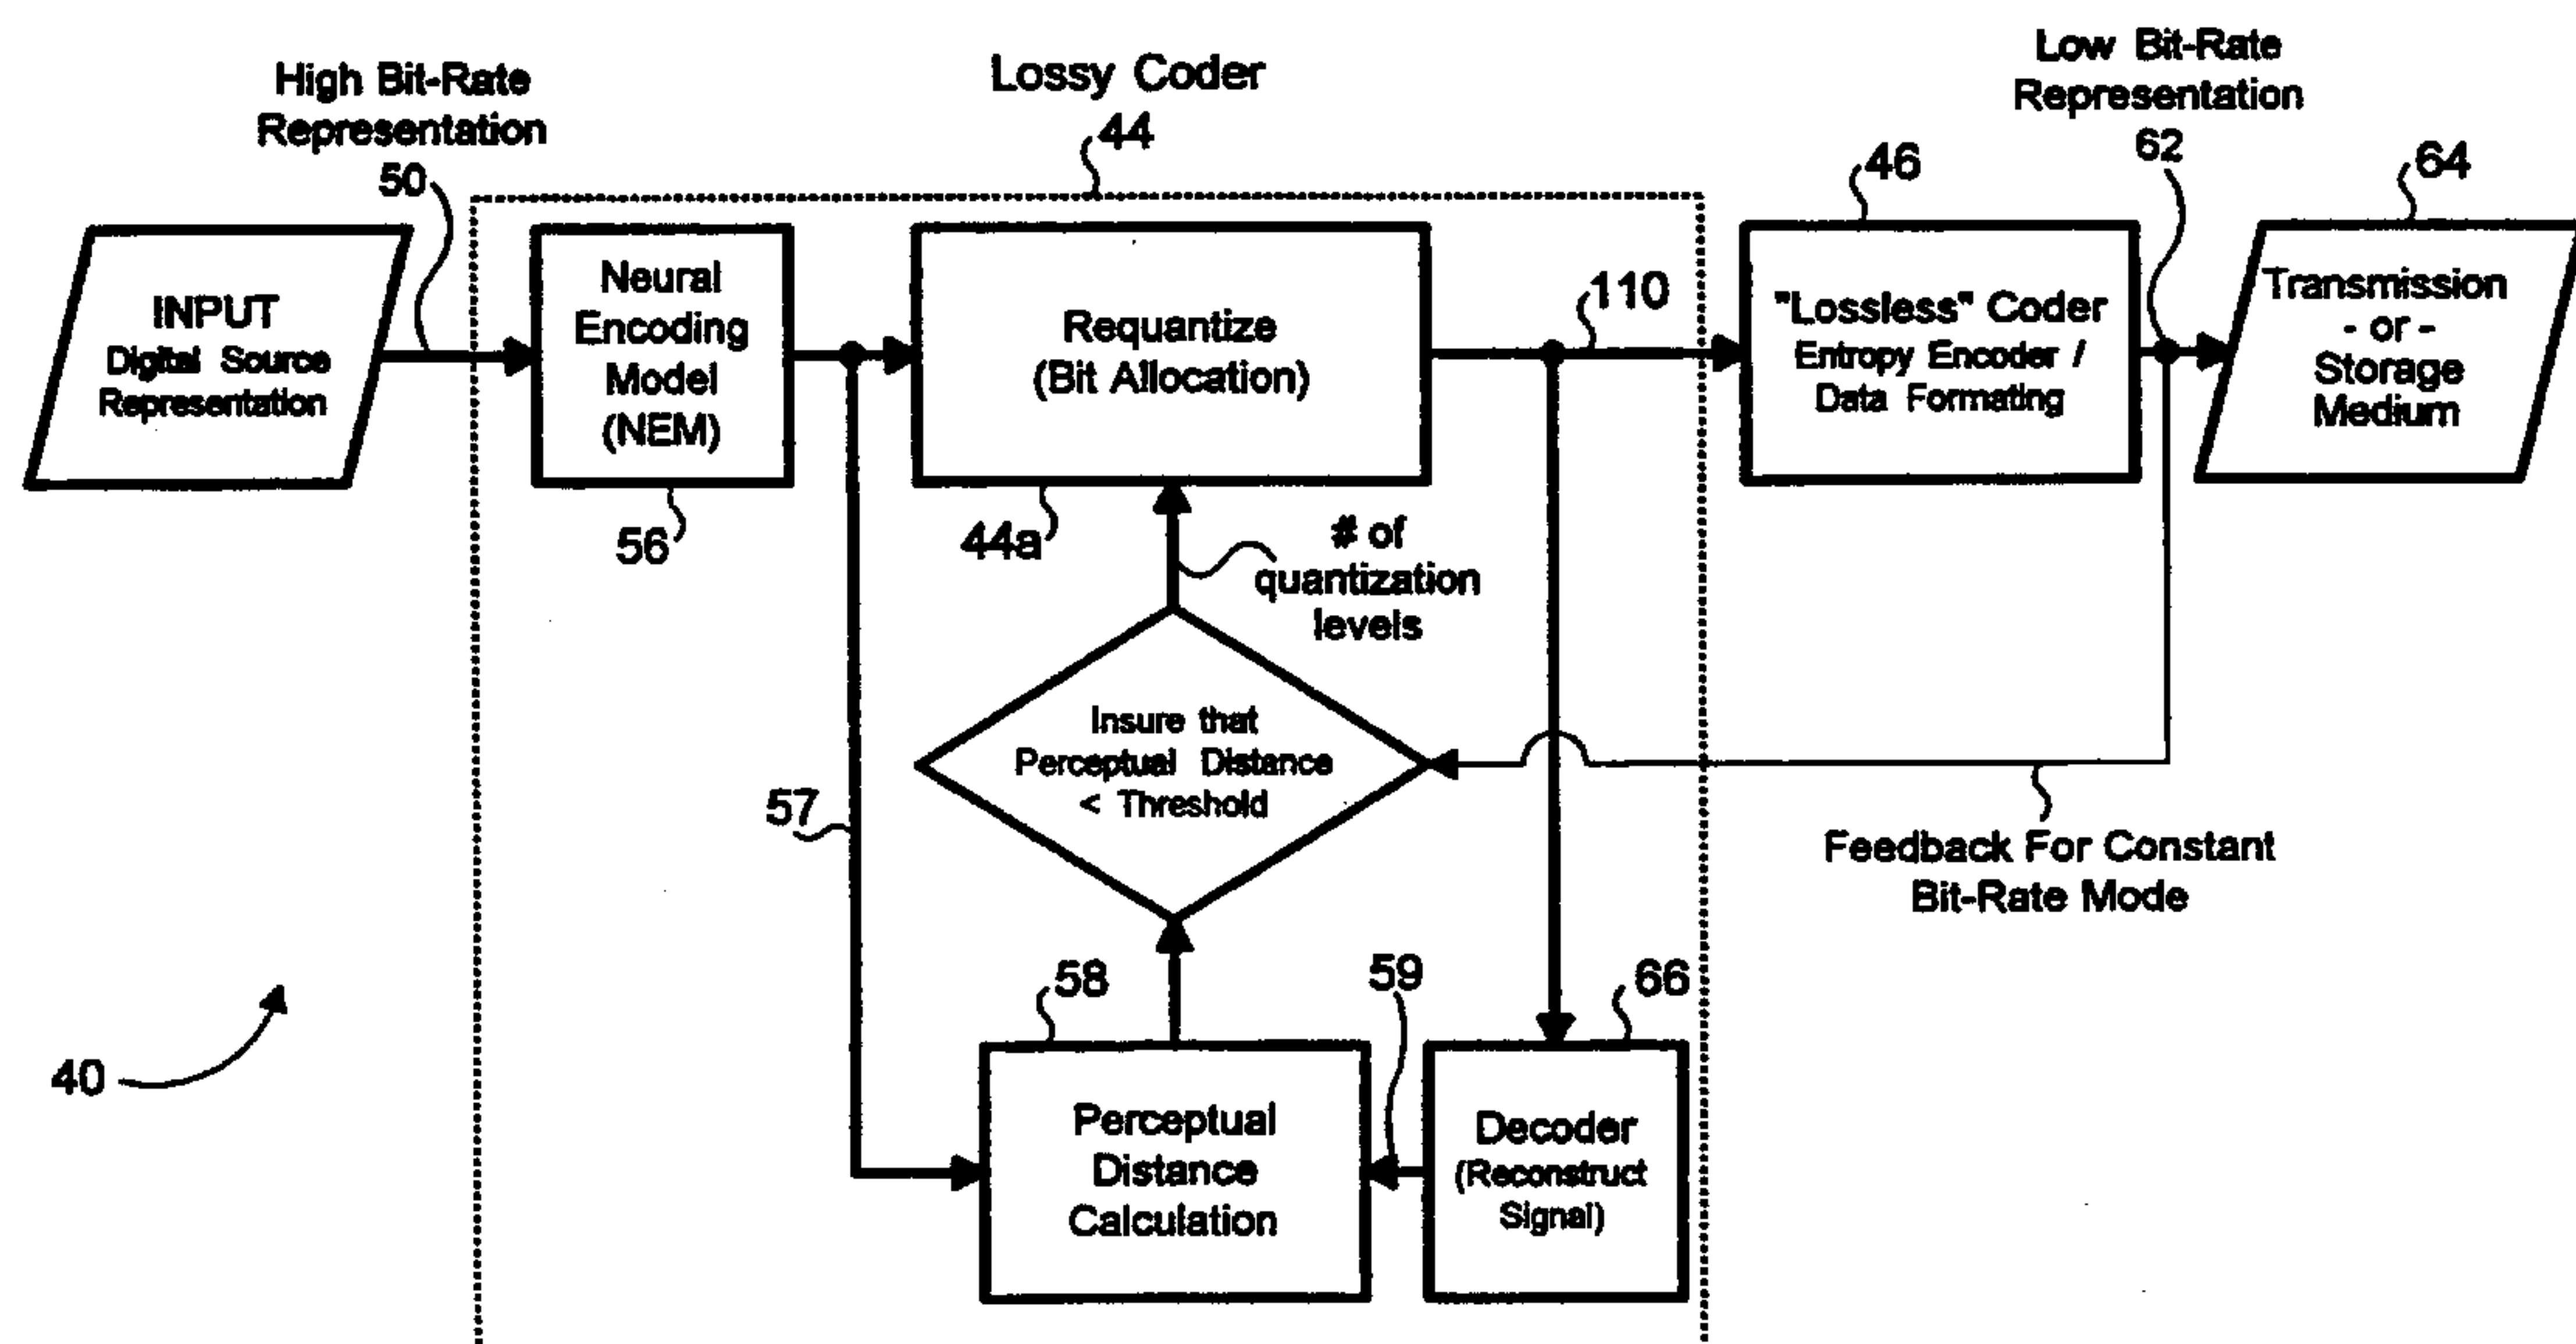 High Bit-Rate
Representation
50
Lossy Coder
44
Low Bit-Rate
Representation
62
46
64
INPUT
Digital Source
Representation
Neural
Encoding
Model
(NEM)
56
Requantize
(Bit Allocation)
44a
110
"Lossless" Coder
Entropy Encoder /
Data Formating
Transmission
- or -
Storage
Medium
# of
quantization
levels
Insure that
Perceptual Distance
< Threshold
57
Feedback For Constant
Bit-Rate Mode
58
59
66
40
Perceptual
Distance
Calculation
Decoder
(Reconstruct
Signal)